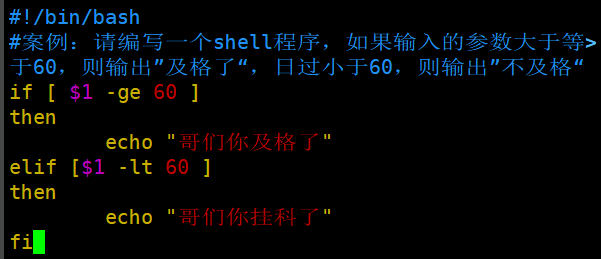 #!/bin/bash
#案例：请编写一个shell程序，如果输入的参数大于等>
于60，则输出”及格了“，日过小于60，则输出”不及格“
if [ $1 -ge 60 ]
then
        echo "哥们你及格了"
elif [$1 -lt 60 ]
then
        echo "哥们你挂科了"
fi